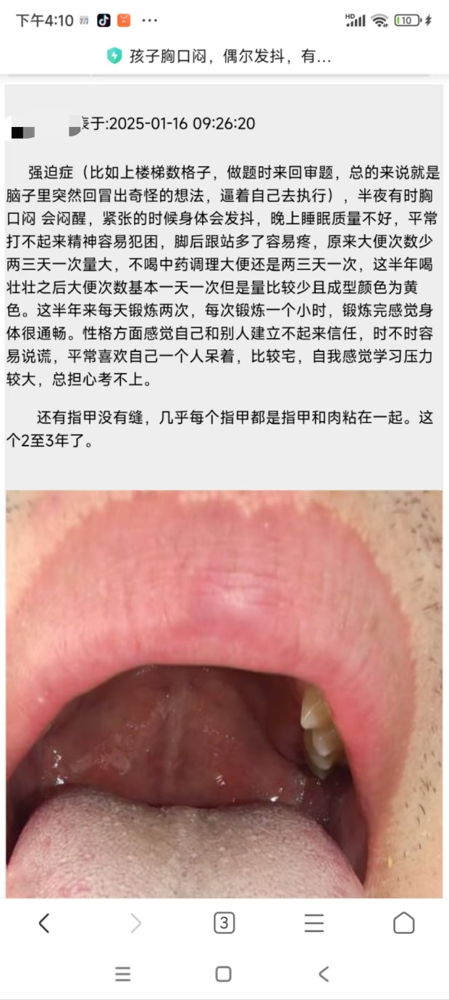 下午4:10 ···
HD 10
孩子胸口闷，偶尔发抖，有...
表于:2025-01-16 09:26:20
强迫症（比如上楼梯数格子，做题时来回审题，总的来说就是
脑子里突然回冒出奇怪的想法，逼着自己去执行），半夜有时胸
口闷 会闷醒，紧张的时候身体会发抖，晚上睡眠质量不好，平常
打不起来精神容易犯困，脚后跟站多了容易疼，原来大便次数少
两三天一次量大，不喝中药调理大便还是两三天一次，这半年喝
壮壮之后大便次数基本一天一次但是量比较少且成型颜色为黄
色。这半年来每天锻炼两次，每次锻炼一个小时，锻炼完感觉身
体很通畅。性格方面感觉自己和别人建立不起来信任，时不时容
易说谎，平常喜欢自己一个人呆着，比较宅，自我感觉学习压力
较大，总担心考不上。
还有指甲没有缝，几乎每个指甲都是指甲和肉粘在一起。这
个2至3年了。
3